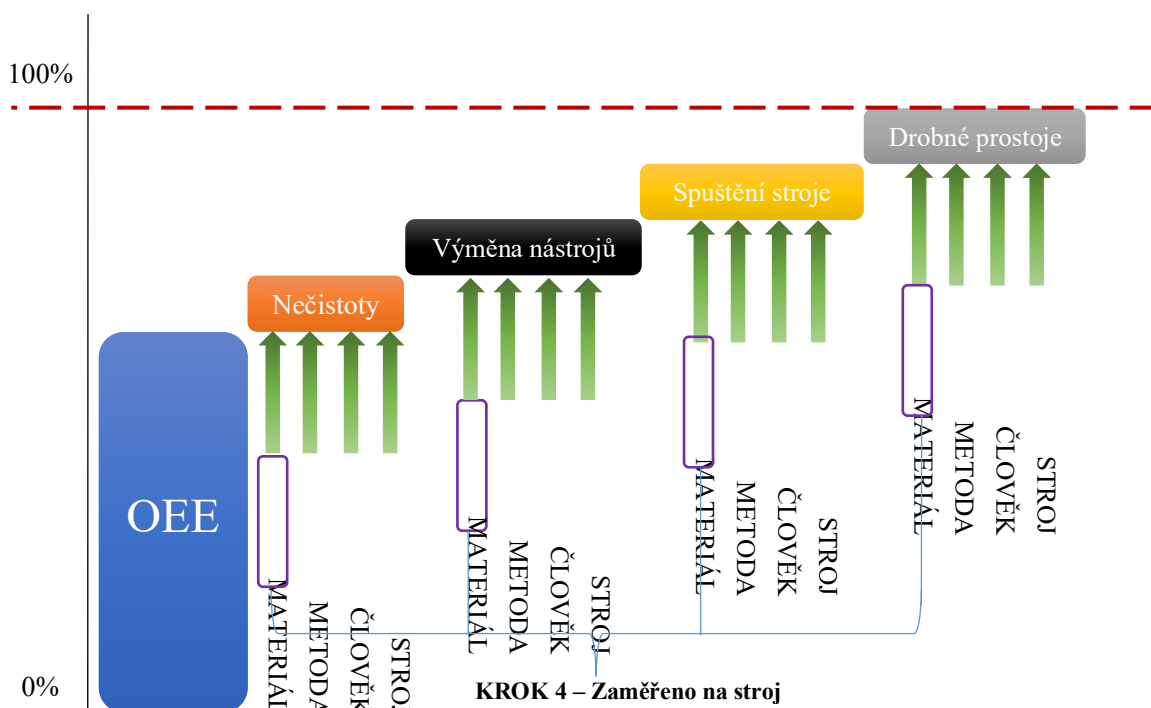 100%
Drobné prostoje
Spuštění stroje
Výměna nástrojů
Nečistoty
OEE
MATERIÁL
METODA
ČLOVĚK
STROJ
MATERIÁL
METODA
ČLOVĚK
STROJ
MATERIÁL
METODA
ČLOVĚK
STROJ
MATERIÁL
METODA
ČLOVĚK
STROJ
0%
KROK 4 – Zaměřeno na stroj